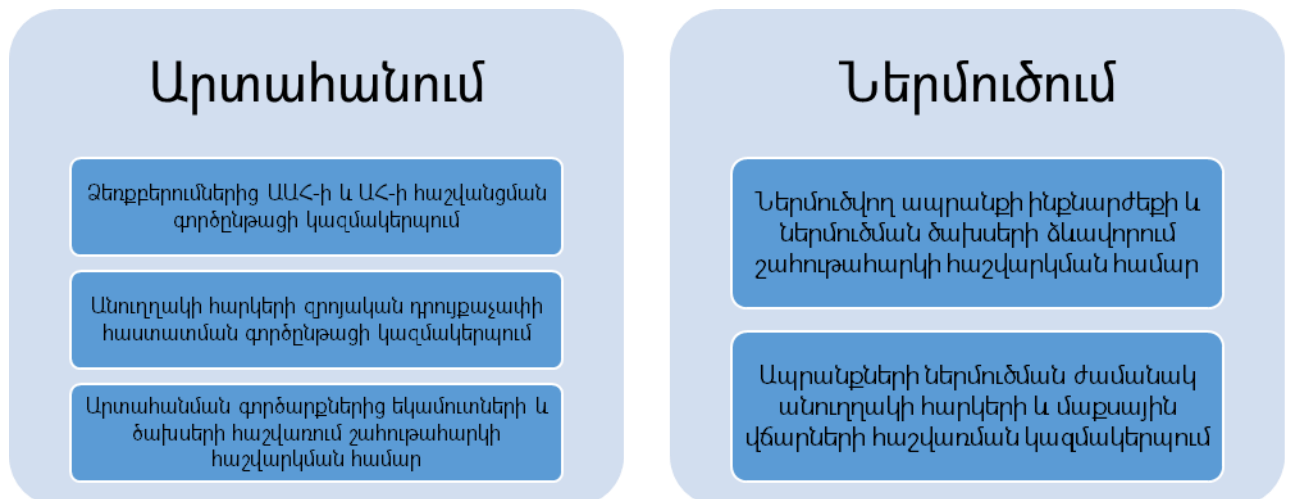 Արտահանում
Ձեռքբերումներից ԱԱՀ-ի և ԱՀ-ի հաշվանցման
գործընթացի կազմակերպում
Անուղղակի հարկերի զրոյական դրույքաչափի
հաստատման գործընթացի կազմակերպում
Արտահանման գործարքներից եկամուտների և
ծախսերի հաշվառում շահութահարկի
հաշվարկման համար
Ներմուծում
Ներմուծվող ապրանքի ինքնարժեքի և
ներմուծման ծախսերի ձևավորում
շահութահարկի հաշվարկման համար
Ապրանքների ներմուծման ժամանակ
անուղղակի հարկերի և մաքսային
վճարների հաշվառման կազմակերպում